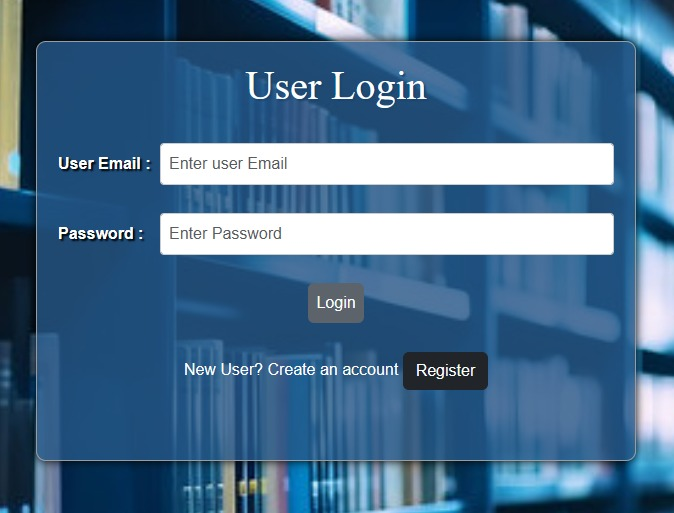 User Login
User Email : Enter user Email
Password : Enter Password
Login
New User? Create an account Register